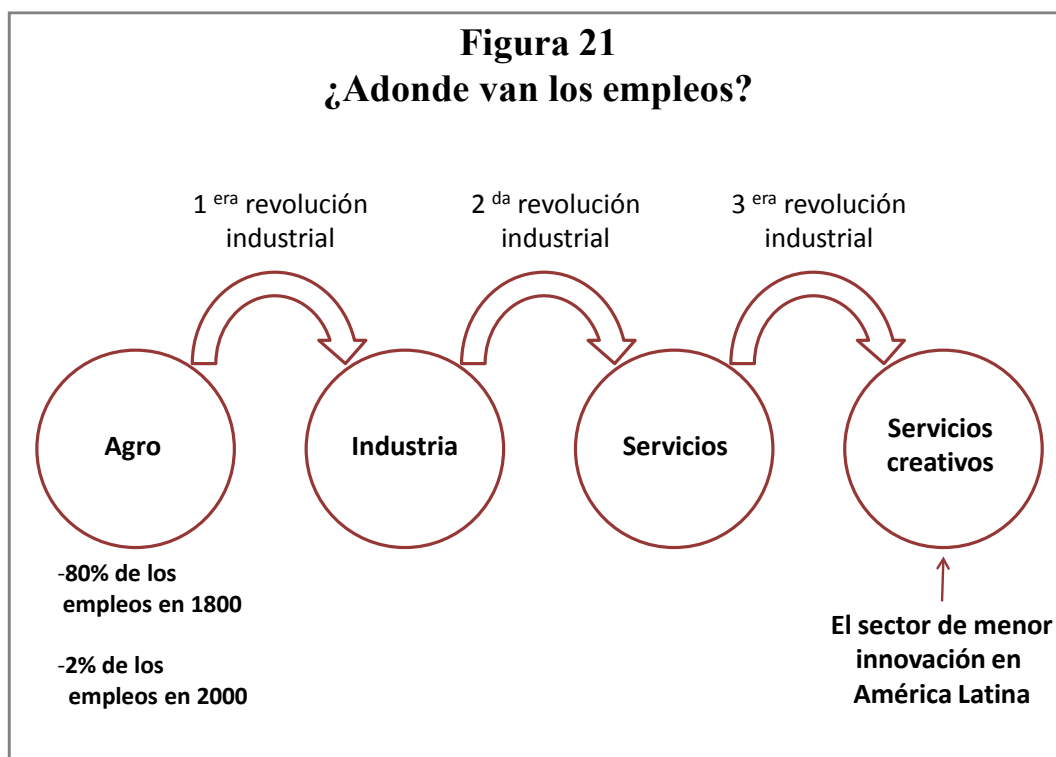 Figura 21
¿Adonde van los empleos?
1 era revolución
industrial
2 da revolución
industrial
3 era revolución
industrial
Agro
Industria
Servicios
Servicios
creativos
-80% de los
empleos en 1800
-2% de los
empleos en 2000
El sector de menor
innovación en
América Latina